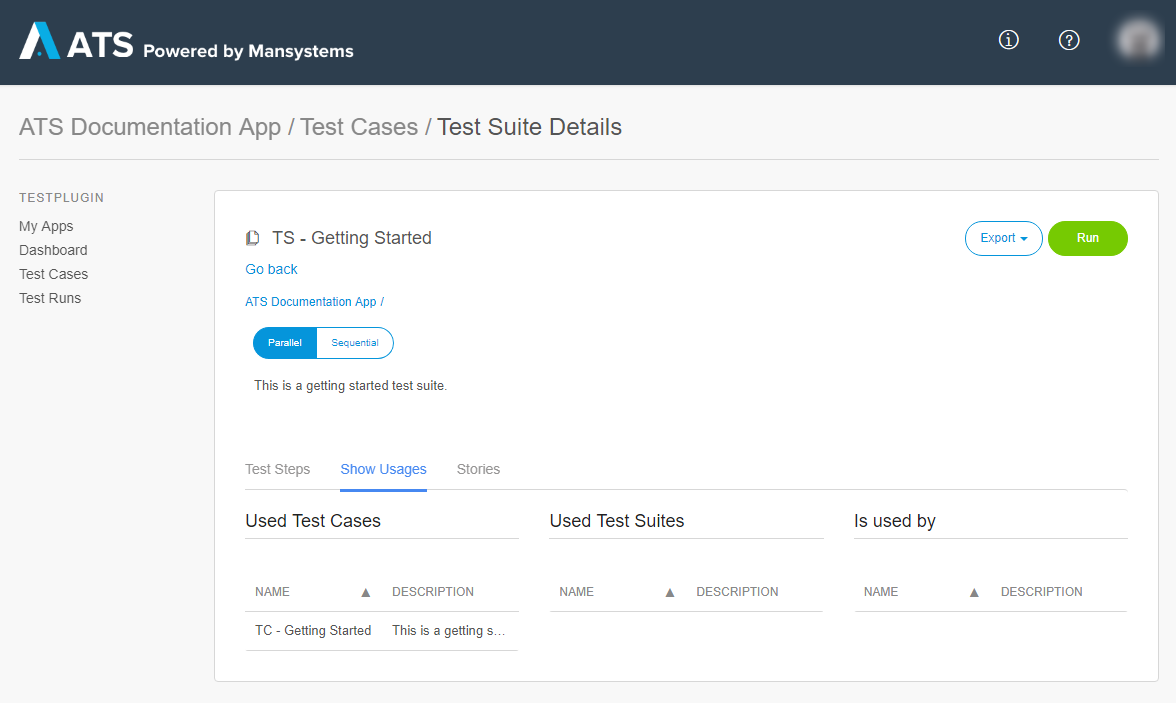 ATS Powered by Mansystems
ATS Documentation App / Test Cases / Test Suite Details
TESTPLUGIN
My Apps
Dashboard
Test Cases
Test Runs
TS - Getting Started
Export
Run
Go back
ATS Documentation App /
Parallel
Sequential
This is a getting started test suite.
Test Steps
Show Usages
Stories
Used Test Cases
Used Test Suites
Is used by
NAME
DESCRIPTION
NAME
DESCRIPTION
NAME
DESCRIPTION
TC - Getting Started
This is a getting s...